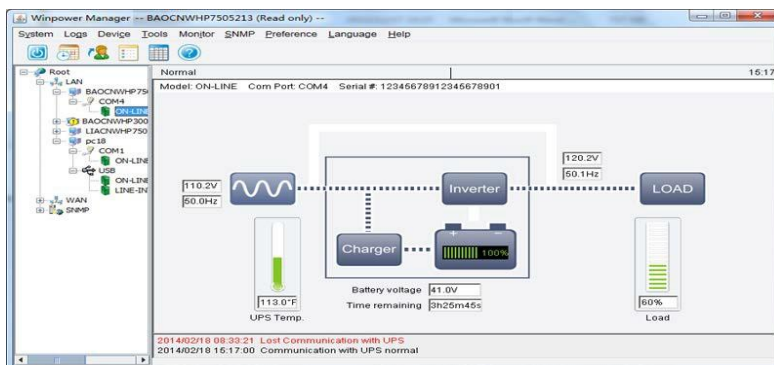 Winpower Manager -- BAOCNWHP7505213 (Read only) --
System Logs Device Tools Monitor SNMP Preference Language Help
Root
LAN
BAOCNWHP750
COM4
ON-LINE
BAOCNWHP300
LIACNWHP750
pc18
COM1
ON-LINE
USB
ON-LINE
LINE-IN
WAN
SNMP
Normal 15:17
Model: ON-LINE Com Port: COM4 Serial #: 12345678912345678901
110.2V
50.0Hz
Inverter
120.2V
50.1Hz
LOAD
Charger
+ −
100%
Battery voltage 41.0V
Time remaining 3h25m45s
113.0°F
UPS Temp.
60%
Load
2014/02/18 08:33:21 Lost Communication with UPS
2014/02/18 15:17:00 Communication with UPS normal